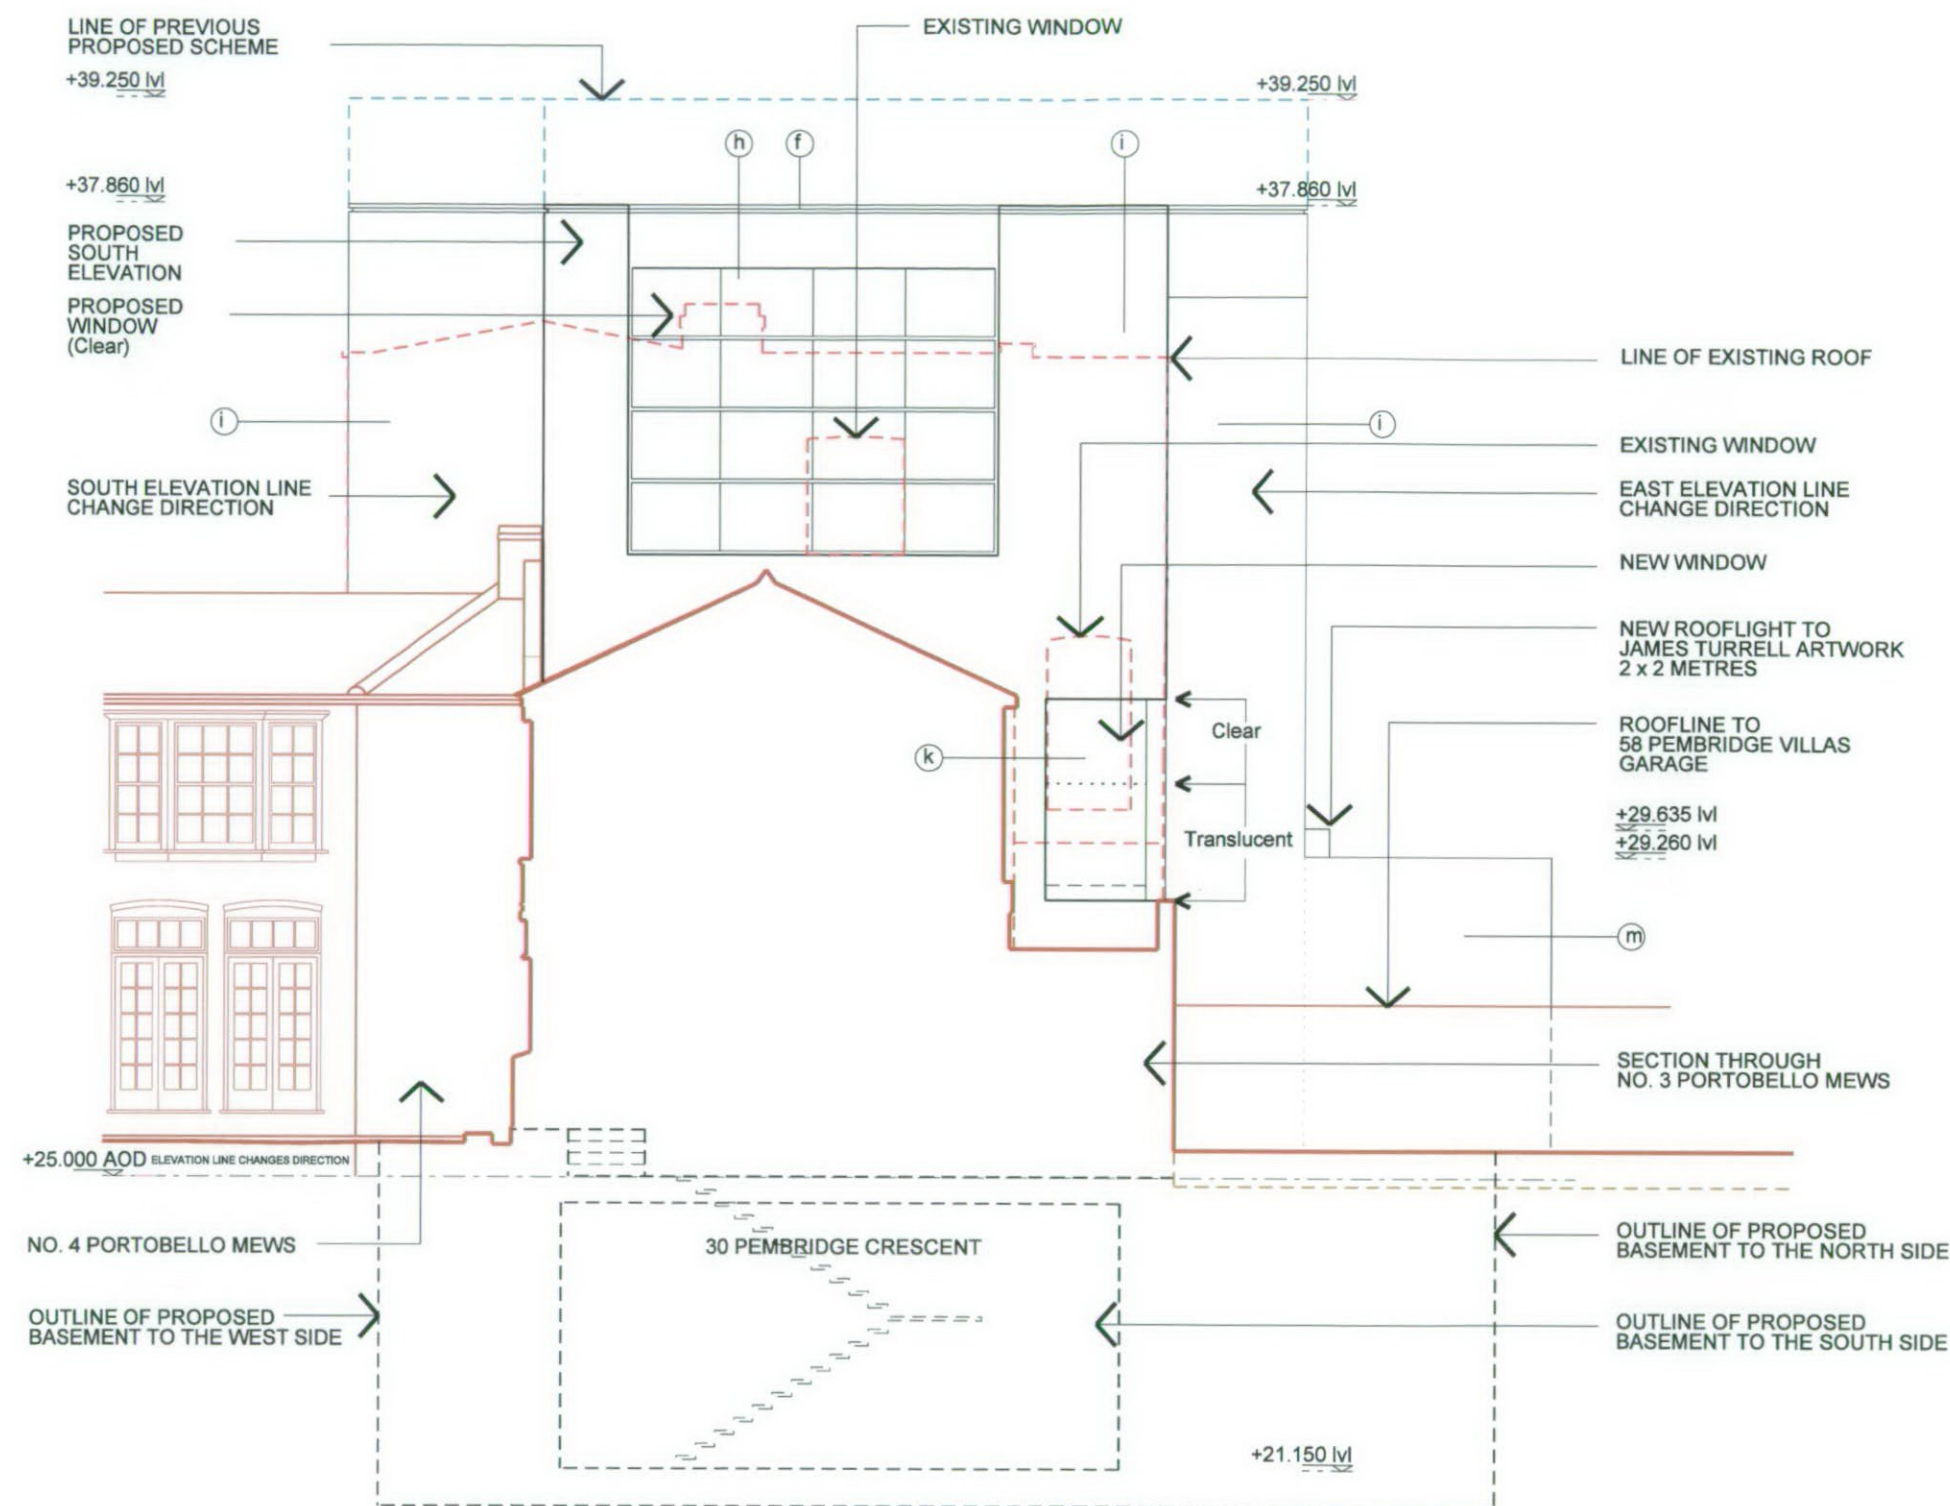 LINE OF PREVIOUS
PROPOSED SCHEME
+39.250 lvl
EXISTING WINDOW
+39.250 lvl
h
f
i
+37.860 lvl
+37.860 lvl
PROPOSED
SOUTH
ELEVATION
PROPOSED
WINDOW
(Clear)
LINE OF EXISTING ROOF
i
i
EXISTING WINDOW
SOUTH ELEVATION LINE
CHANGE DIRECTION
EAST ELEVATION LINE
CHANGE DIRECTION
NEW WINDOW
NEW ROOFLIGHT TO
JAMES TURRELL ARTWORK
2 x 2 METRES
ROOFLINE TO
58 PEMBRIDGE VILLAS
GARAGE
Clear
k
+29.635 lvl
+29.260 lvl
Translucent
m
SECTION THROUGH
NO. 3 PORTOBELLO MEWS
+25.000 AOD ELEVATION LINE CHANGES DIRECTION
NO. 4 PORTOBELLO MEWS
30 PEMBRIDGE CRESCENT
OUTLINE OF PROPOSED
BASEMENT TO THE NORTH SIDE
OUTLINE OF PROPOSED
BASEMENT TO THE WEST SIDE
OUTLINE OF PROPOSED
BASEMENT TO THE SOUTH SIDE
+21.150 lvl